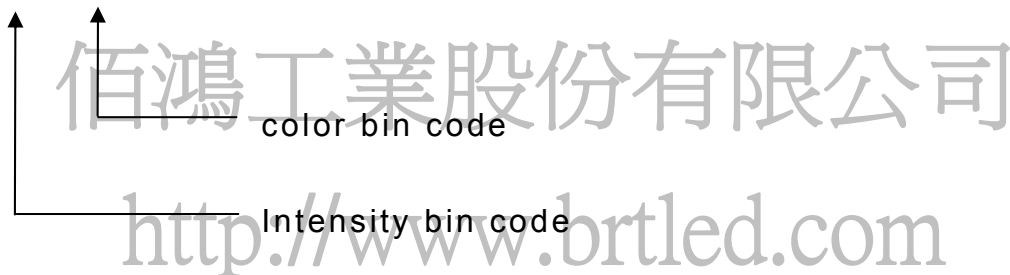 佰鴻工業股份有限公司
color bin code
Intensity bin code
http://www.brtled.com